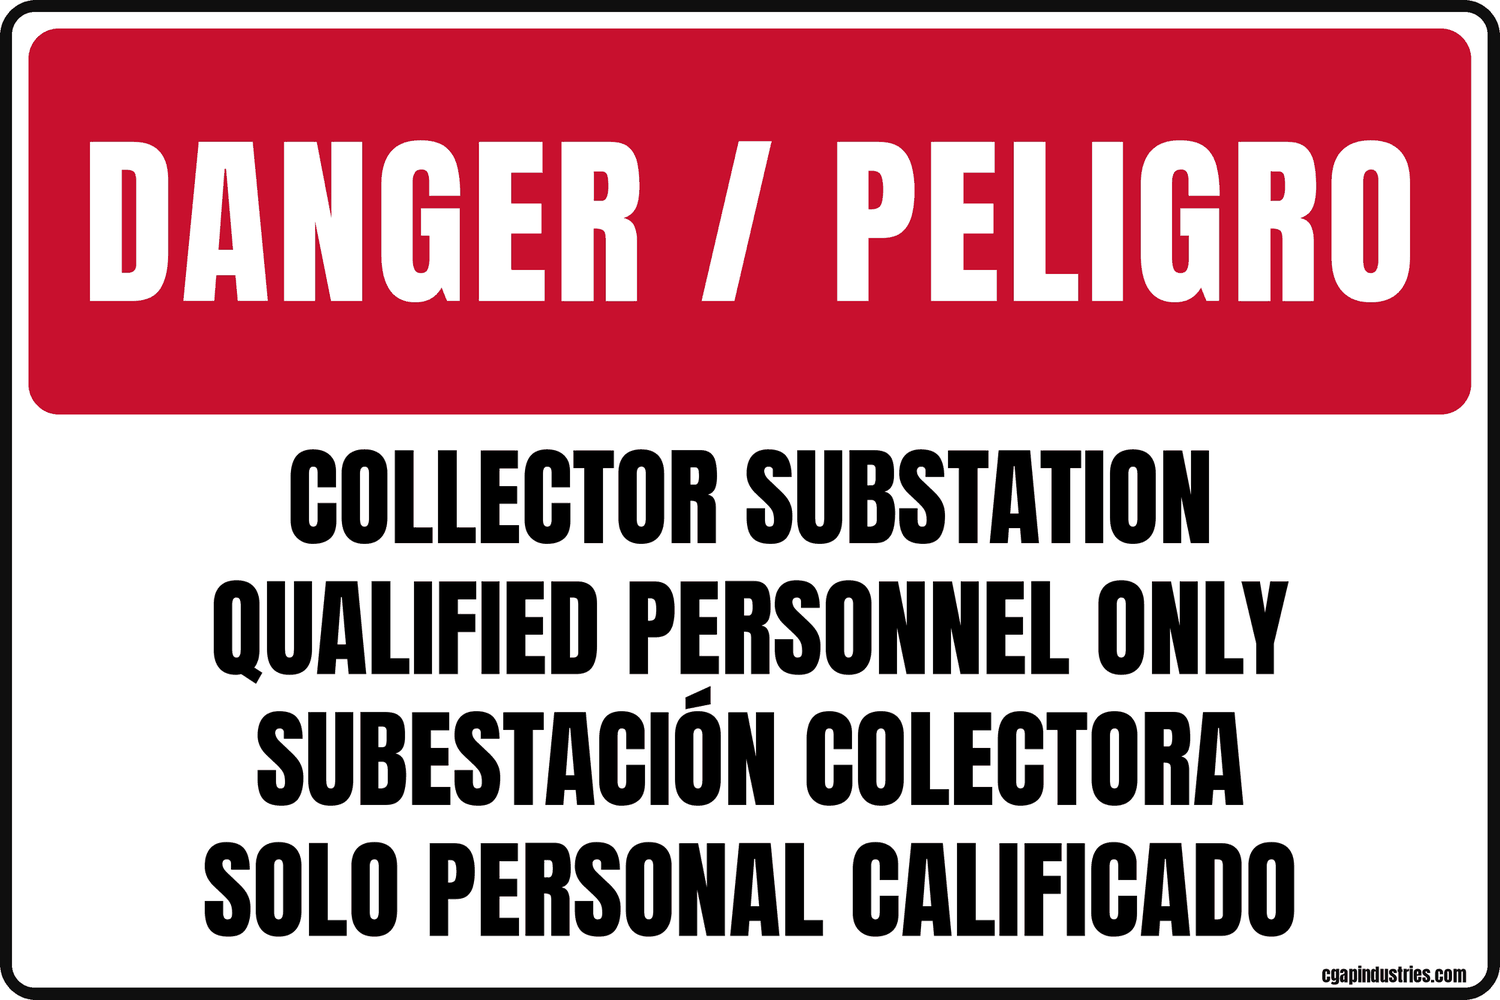 DANGER / PELIGRO
COLLECTOR SUBSTATION
QUALIFIED PERSONNEL ONLY
SUBESTACIÓN COLECTORA
SOLO PERSONAL CALIFICADO
cgapindustries.com